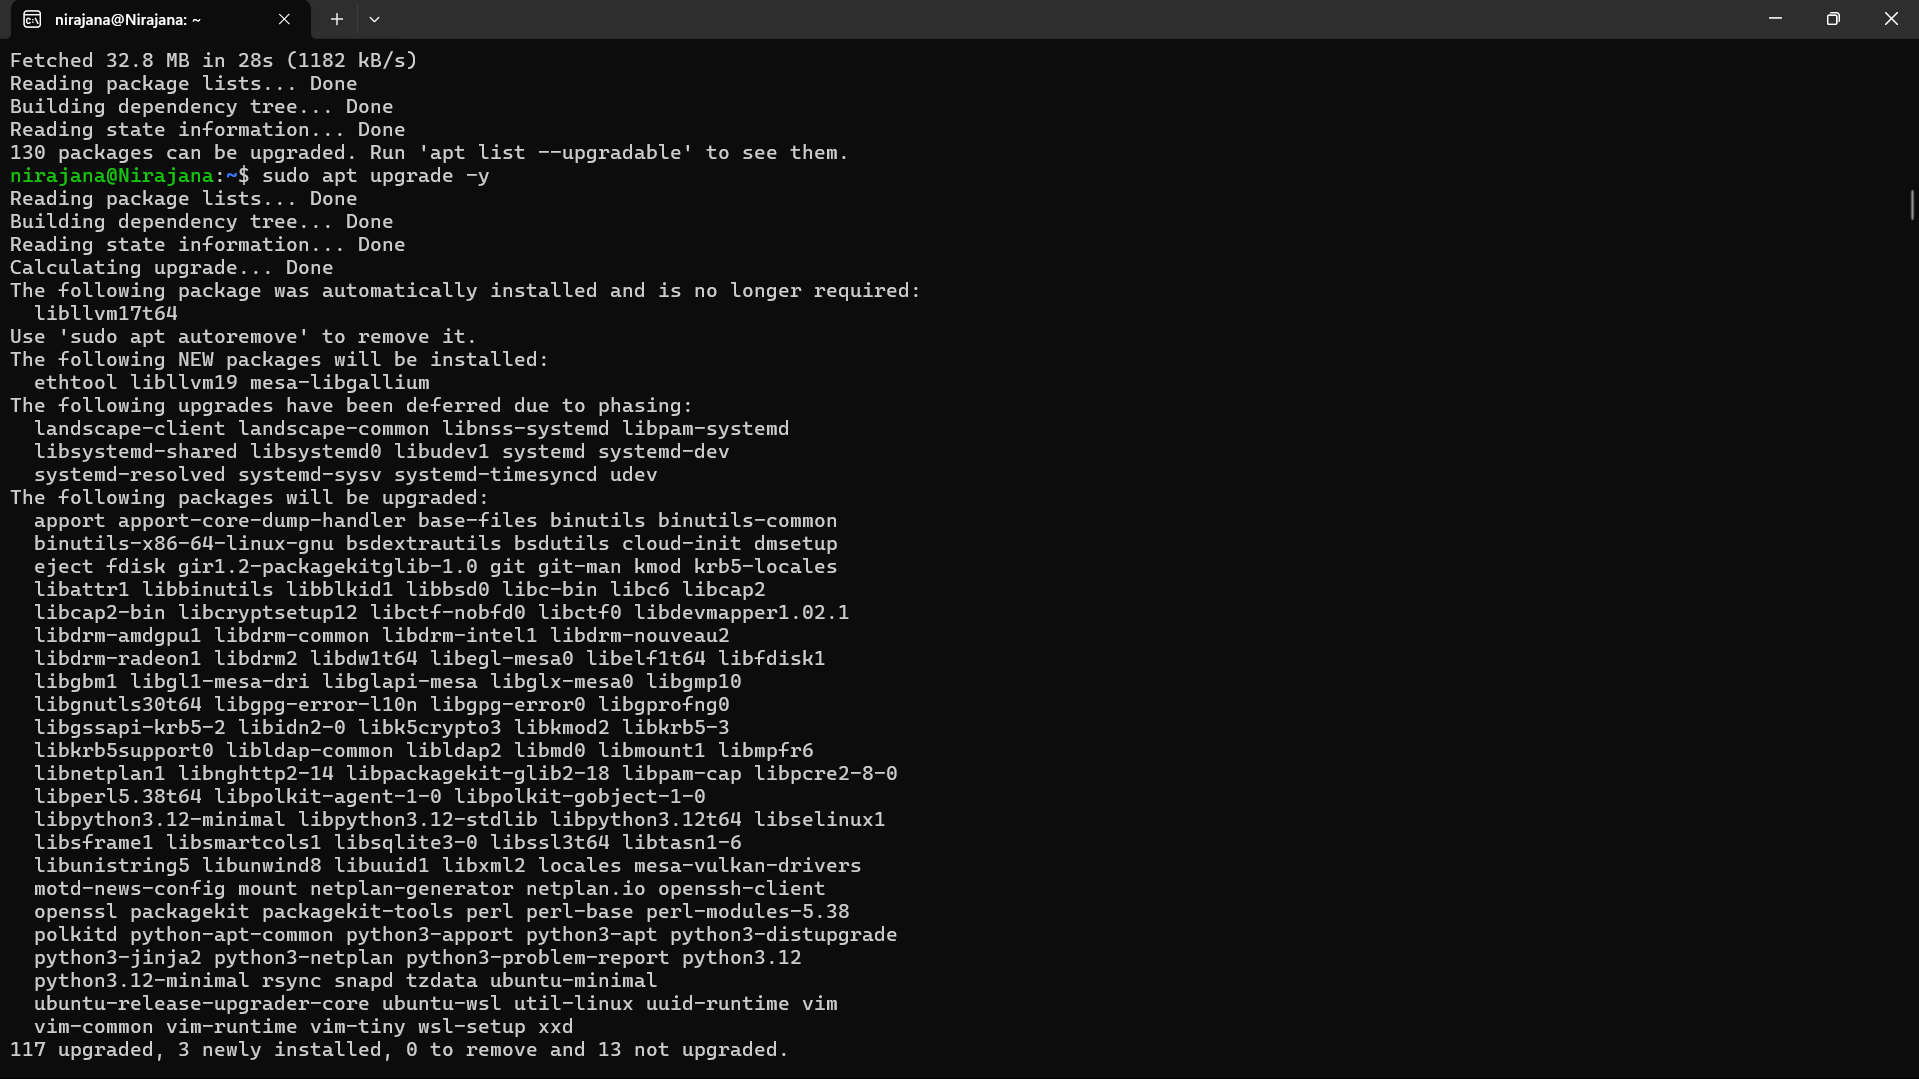 nirajana@Nirajana: ~
Fetched 32.8 MB in 28s (1182 kB/s)
Reading package lists... Done
Building dependency tree... Done
Reading state information... Done
130 packages can be upgraded. Run 'apt list --upgradable' to see them.
nirajana@Nirajana:~$ sudo apt upgrade -y
Reading package lists... Done
Building dependency tree... Done
Reading state information... Done
Calculating upgrade... Done
The following package was automatically installed and is no longer required:
  libllvm17t64
Use 'sudo apt autoremove' to remove it.
The following NEW packages will be installed:
  ethtool libllvm19 mesa-libgallium
The following upgrades have been deferred due to phasing:
  landscape-client landscape-common libnss-systemd libpam-systemd
  libsystemd-shared libsystemd0 libudev1 systemd systemd-dev
  systemd-resolved systemd-sysv systemd-timesyncd udev
The following packages will be upgraded:
  apport apport-core-dump-handler base-files binutils binutils-common
  binutils-x86-64-linux-gnu bsdextrautils bsdutils cloud-init dmsetup
  eject fdisk gir1.2-packagekitglib-1.0 git git-man kmod krb5-locales
  libattr1 libbinutils libblkid1 libbsd0 libc-bin libc6 libcap2
  libcap2-bin libcryptsetup12 libctf-nobfd0 libctf0 libdevmapper1.02.1
  libdrm-amdgpu1 libdrm-common libdrm-intel1 libdrm-nouveau2
  libdrm-radeon1 libdrm2 libdw1t64 libegl-mesa0 libelf1t64 libfdisk1
  libgbm1 libgl1-mesa-dri libglapi-mesa libglx-mesa0 libgmp10
  libgnutls30t64 libgpg-error-l10n libgpg-error0 libgprofng0
  libgssapi-krb5-2 libidn2-0 libk5crypto3 libkmod2 libkrb5-3
  libkrb5support0 libldap-common libldap2 libmd0 libmount1 libmpfr6
  libnetplan1 libnghttp2-14 libpackagekit-glib2-18 libpam-cap libpcre2-8-0
  libperl5.38t64 libpolkit-agent-1-0 libpolkit-gobject-1-0
  libpython3.12-minimal libpython3.12-stdlib libpython3.12t64 libselinux1
  libsframe1 libsmartcols1 libsqlite3-0 libssl3t64 libtasn1-6
  libunistring5 libunwind8 libuuid1 libxml2 locales mesa-vulkan-drivers
  motd-news-config mount netplan-generator netplan.io openssh-client
  openssl packagekit packagekit-tools perl perl-base perl-modules-5.38
  polkitd python-apt-common python3-apport python3-apt python3-distupgrade
  python3-jinja2 python3-netplan python3-problem-report python3.12
  python3.12-minimal rsync snapd tzdata ubuntu-minimal
  ubuntu-release-upgrader-core ubuntu-wsl util-linux uuid-runtime vim
  vim-common vim-runtime vim-tiny wsl-setup xxd
117 upgraded, 3 newly installed, 0 to remove and 13 not upgraded.